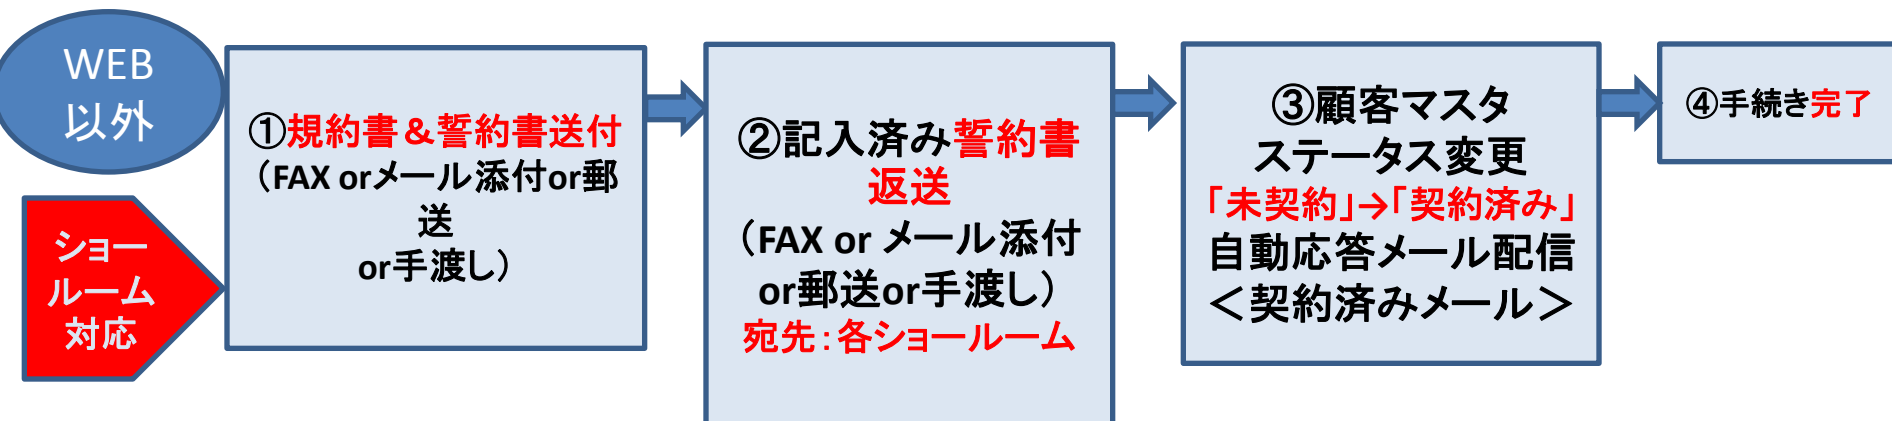 WEB
以外
ショー
ルーム
対応
①規約書＆誓約書送付
（FAX orメール添付or郵
送
or手渡し）
②記入済み誓約書
返送
（FAX or メール添付
or郵送or手渡し）
宛先：各ショールーム
③顧客マスタ
ステータス変更
「未契約」→「契約済み」
自動応答メール配信
＜契約済みメール＞
④手続き完了